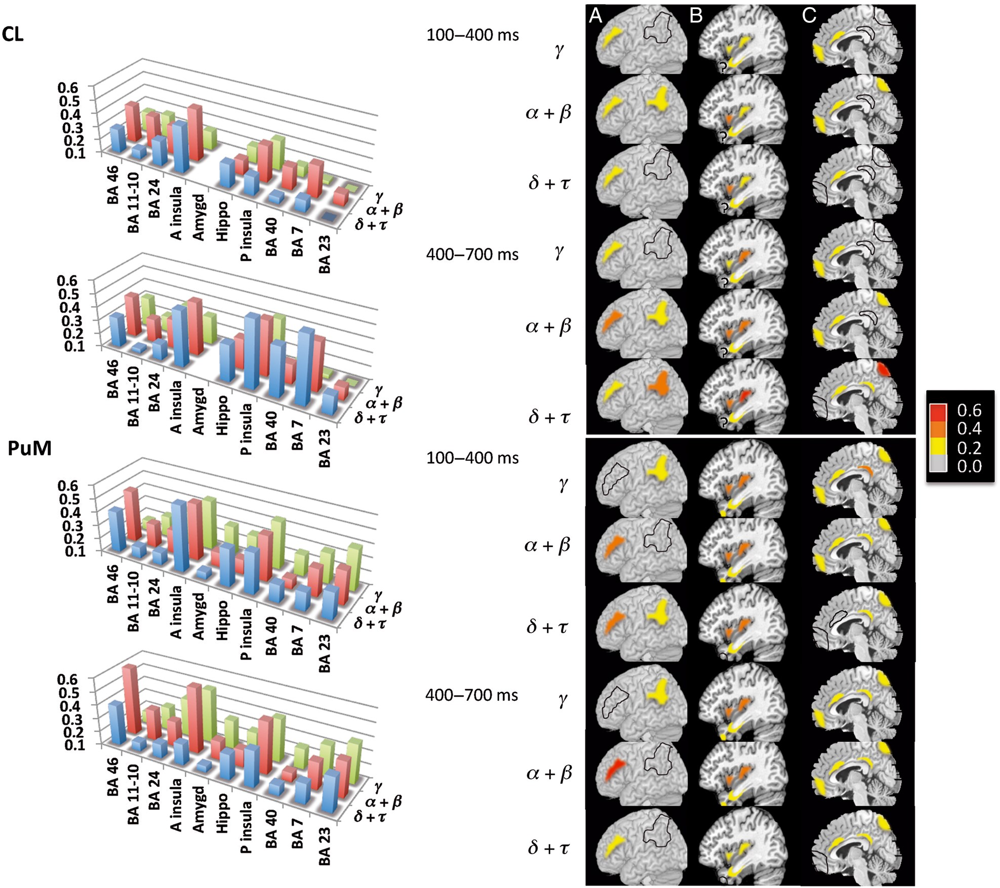 CL
100–400 ms
0.6
0.5
0.4
0.3
0.2
0.1
BA 46
BA 11-10
BA 24
A insula
Amygd
Hippo
P insula
BA 40
BA 7
BA 23
γ
α + β
δ + τ
400–700 ms
0.6
0.5
0.4
0.3
0.2
0.1
BA 46
BA 11-10
BA 24
A insula
Amygd
Hippo
P insula
BA 40
BA 7
BA 23
γ
α + β
δ + τ
PuM
100–400 ms
0.6
0.5
0.4
0.3
0.2
0.1
BA 46
BA 11-10
BA 24
A insula
Amygd
Hippo
P insula
BA 40
BA 7
BA 23
γ
α + β
δ + τ
400–700 ms
0.6
0.5
0.4
0.3
0.2
0.1
BA 46
BA 11-10
BA 24
A insula
Amygd
Hippo
P insula
BA 40
BA 7
BA 23
γ
α + β
δ + τ
A B C
γ
?
α + β
?
δ + τ
?
γ
?
α + β
?
δ + τ
?
γ
α + β
δ + τ
γ
α + β
δ + τ
0.6
0.4
0.2
0.0